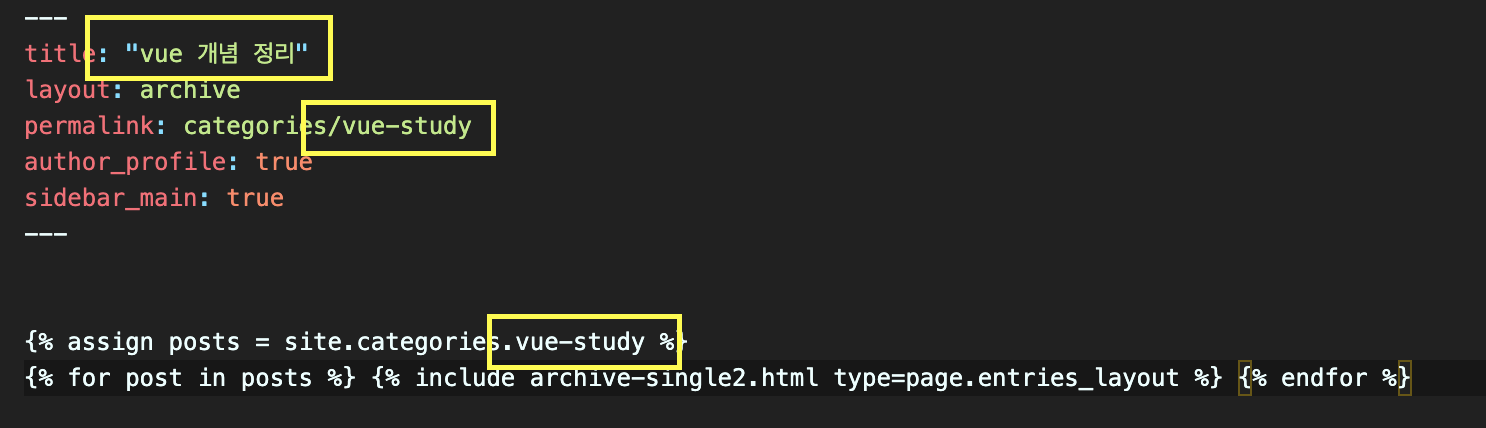 ---
title: "vue 개념 정리"
layout: archive
permalink: categories/vue-study
author_profile: true
sidebar_main: true
---
{% assign posts = site.categories.vue-study %}
{% for post in posts %} {% include archive-single2.html type=page.entries_layout %} {% endfor %}